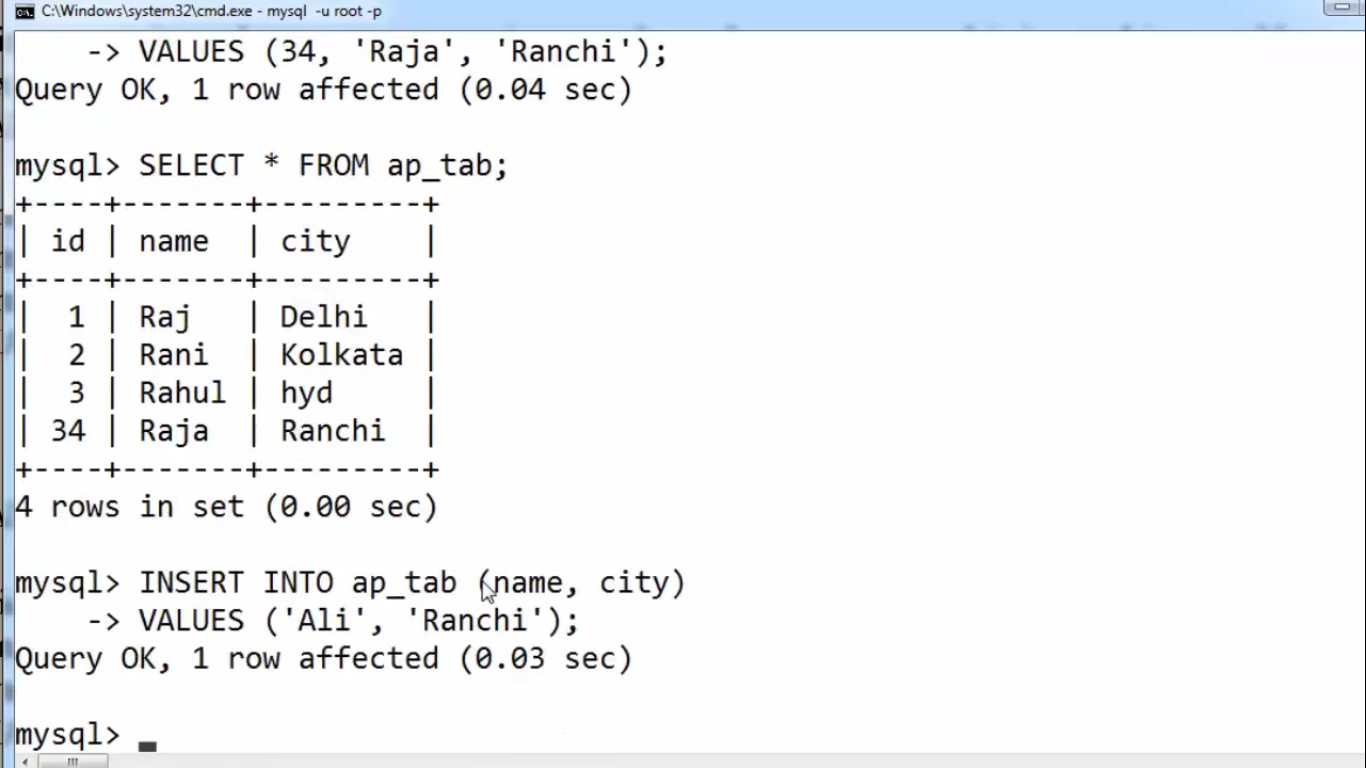 C:\Windows\system32\cmd.exe - mysql -u root -p
    -> VALUES (34, 'Raja', 'Ranchi');
Query OK, 1 row affected (0.04 sec)

mysql> SELECT * FROM ap_tab;
+----+-------+---------+
| id | name  | city    |
+----+-------+---------+
|  1 | Raj   | Delhi   |
|  2 | Rani  | Kolkata |
|  3 | Rahul | hyd     |
| 34 | Raja  | Ranchi  |
+----+-------+---------+
4 rows in set (0.00 sec)

mysql> INSERT INTO ap_tab (name, city)
    -> VALUES ('Ali', 'Ranchi');
Query OK, 1 row affected (0.03 sec)

mysql>